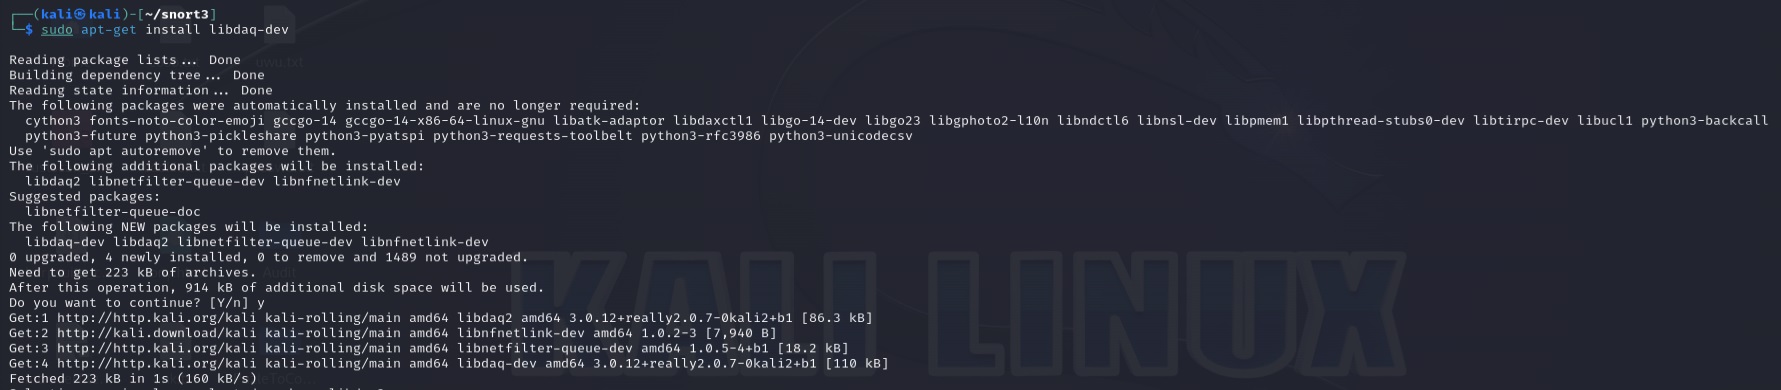 ┌──(kali㉿kali)-[~/snort3]
└─$ sudo apt-get install libdaq-dev
Reading package lists... Done
Building dependency tree... Done
Reading state information... Done
The following packages were automatically installed and are no longer required:
cython3 fonts-noto-color-emoji gccgo-14 gccgo-14-x86-64-linux-gnu libatk-adaptor libdaxctl1 libgo-14-dev libgo23 libgphoto2-l10n libndctl6 libnsl-dev libpmem1 libpthread-stubs0-dev libtirpc-dev libucl1 python3-backcall
python3-future python3-pickleshare python3-pyatspi python3-requests-toolbelt python3-rfc3986 python3-unicodecsv
Use 'sudo apt autoremove' to remove them.
The following additional packages will be installed:
libdaq2 libnetfilter-queue-dev libnfnetlink-dev
Suggested packages:
libnetfilter-queue-doc
The following NEW packages will be installed:
libdaq-dev libdaq2 libnetfilter-queue-dev libnfnetlink-dev
0 upgraded, 4 newly installed, 0 to remove and 1489 not upgraded.
Need to get 223 kB of archives.
After this operation, 914 kB of additional disk space will be used.
Do you want to continue? [Y/n] y
Get:1 http://http.kali.org/kali kali-rolling/main amd64 libdaq2 amd64 3.0.12+really2.0.7-0kali2+b1 [86.3 kB]
Get:2 http://kali.download/kali kali-rolling/main amd64 libnfnetlink-dev amd64 1.0.2-3 [7,940 B]
Get:3 http://http.kali.org/kali kali-rolling/main amd64 libnetfilter-queue-dev amd64 1.0.5-4+b1 [18.2 kB]
Get:4 http://http.kali.org/kali kali-rolling/main amd64 libdaq-dev amd64 3.0.12+really2.0.7-0kali2+b1 [110 kB]
Fetched 223 kB in 1s (160 kB/s)
KALI LINUX